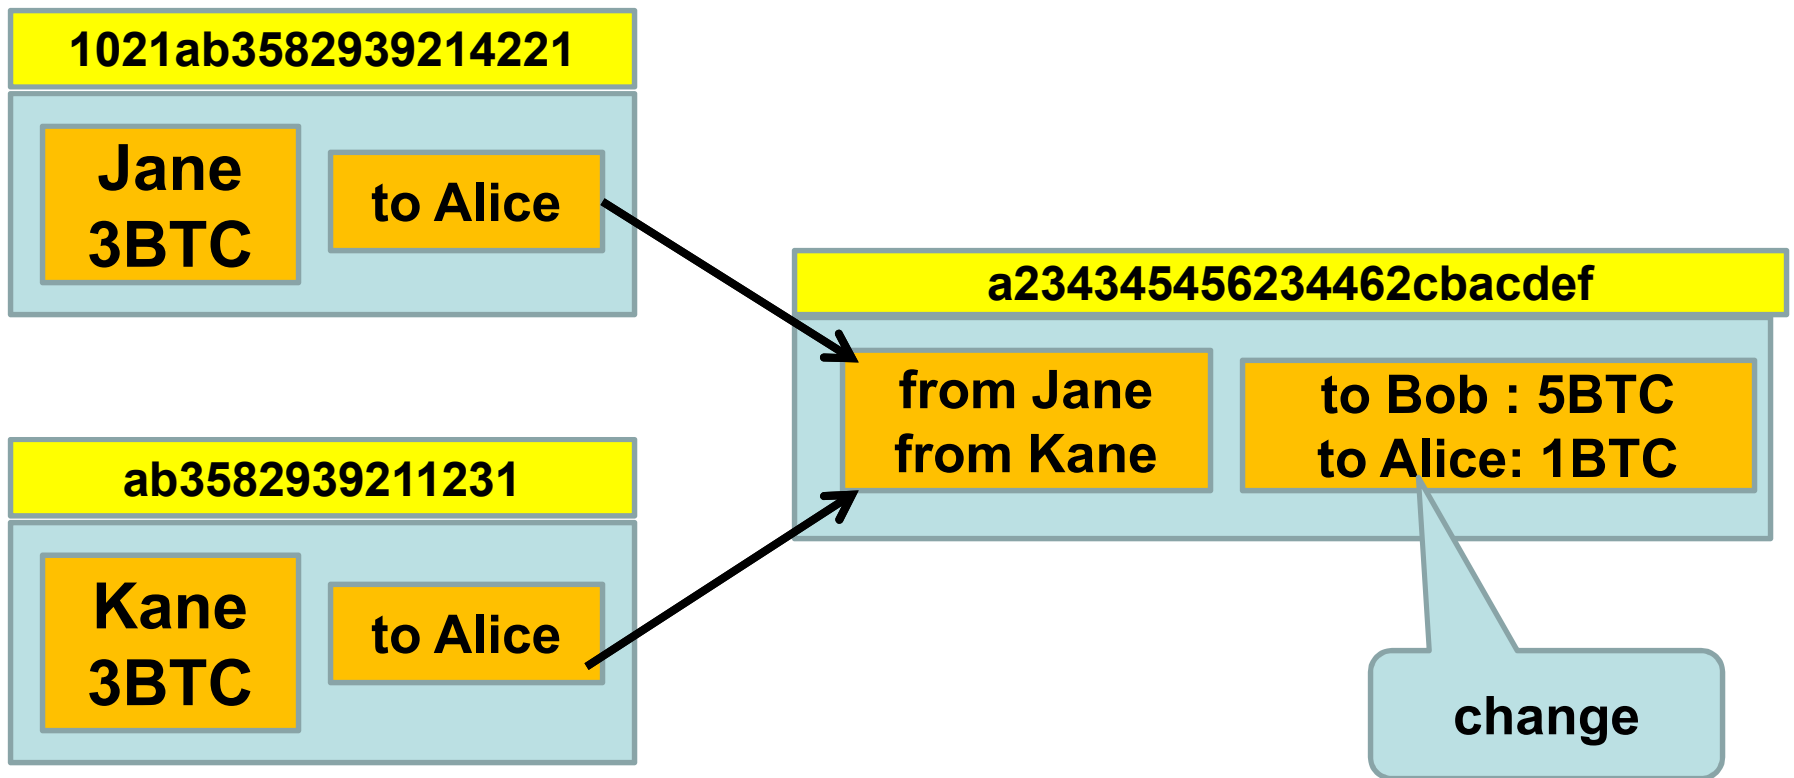 1021ab3582939214221
Jane
3BTC
to Alice
ab3582939211231
Kane
3BTC
to Alice
a234345456234462cbacdef
from Jane
from Kane
to Bob : 5BTC
to Alice: 1BTC
change